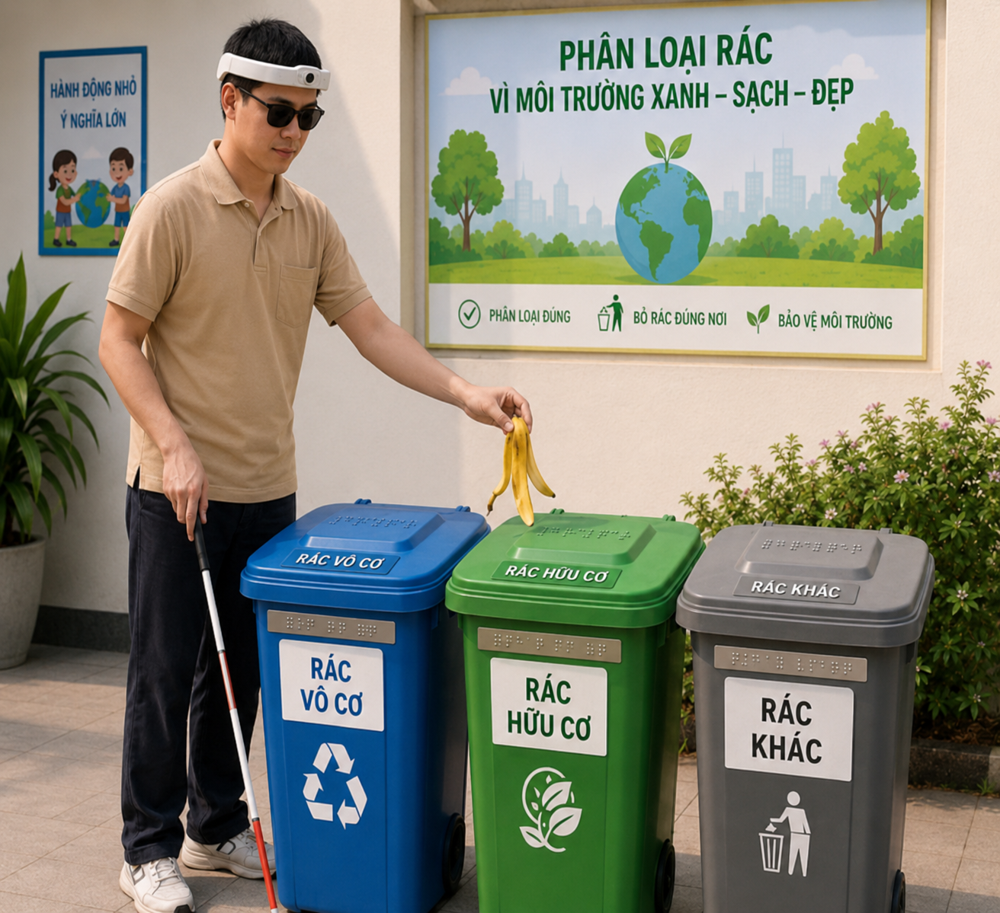 HÀNH ĐỘNG NHỎ
Ý NGHĨA LỚN
PHÂN LOẠI RÁC
VÌ MÔI TRƯỜNG XANH – SẠCH – ĐẸP
PHÂN LOẠI ĐÚNG
BỎ RÁC ĐÚNG NƠI
BẢO VỆ MÔI TRƯỜNG
RÁC VÔ CƠ
RÁC HỮU CƠ
RÁC KHÁC
RÁC
VÔ CƠ
RÁC
HỮU CƠ
RÁC
KHÁC